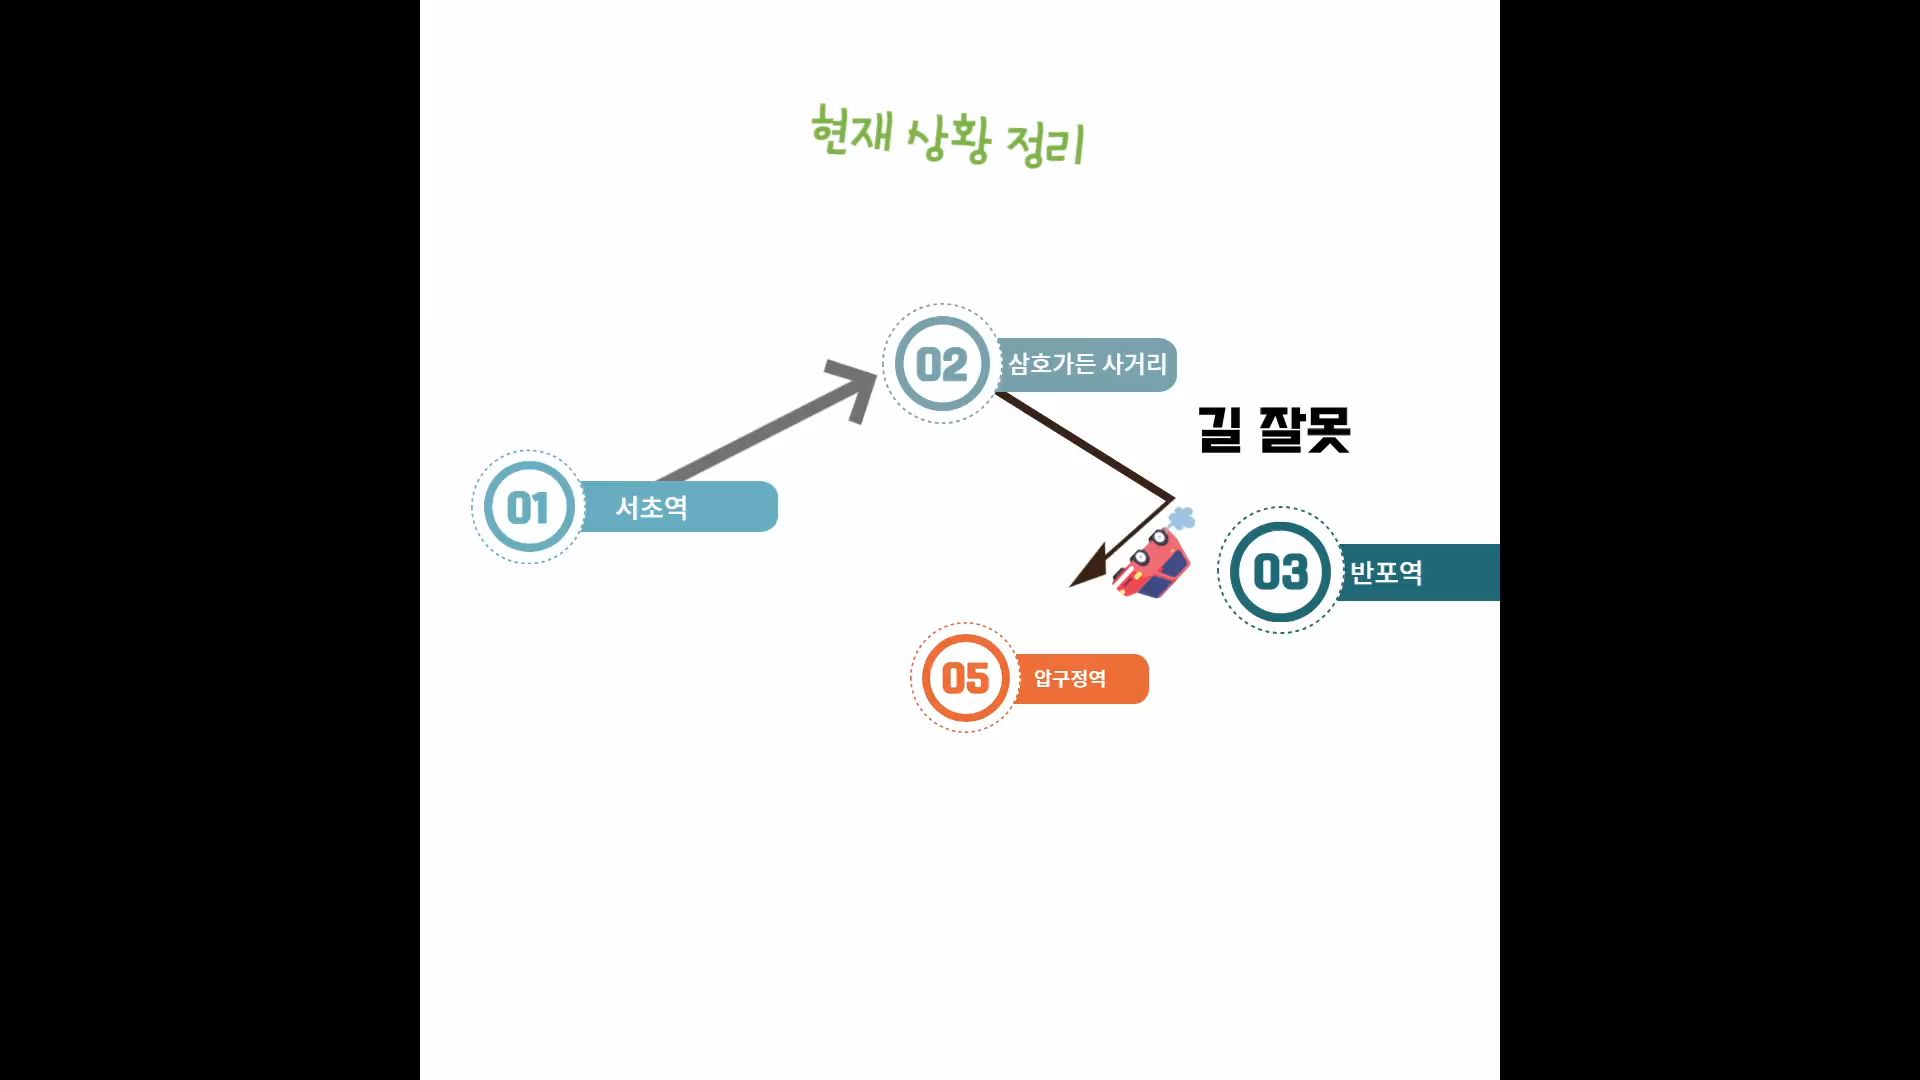 현재 상황 정리
02 삼호가든 사거리
길 잘못
01 서초역
03 반포역
05 압구정역